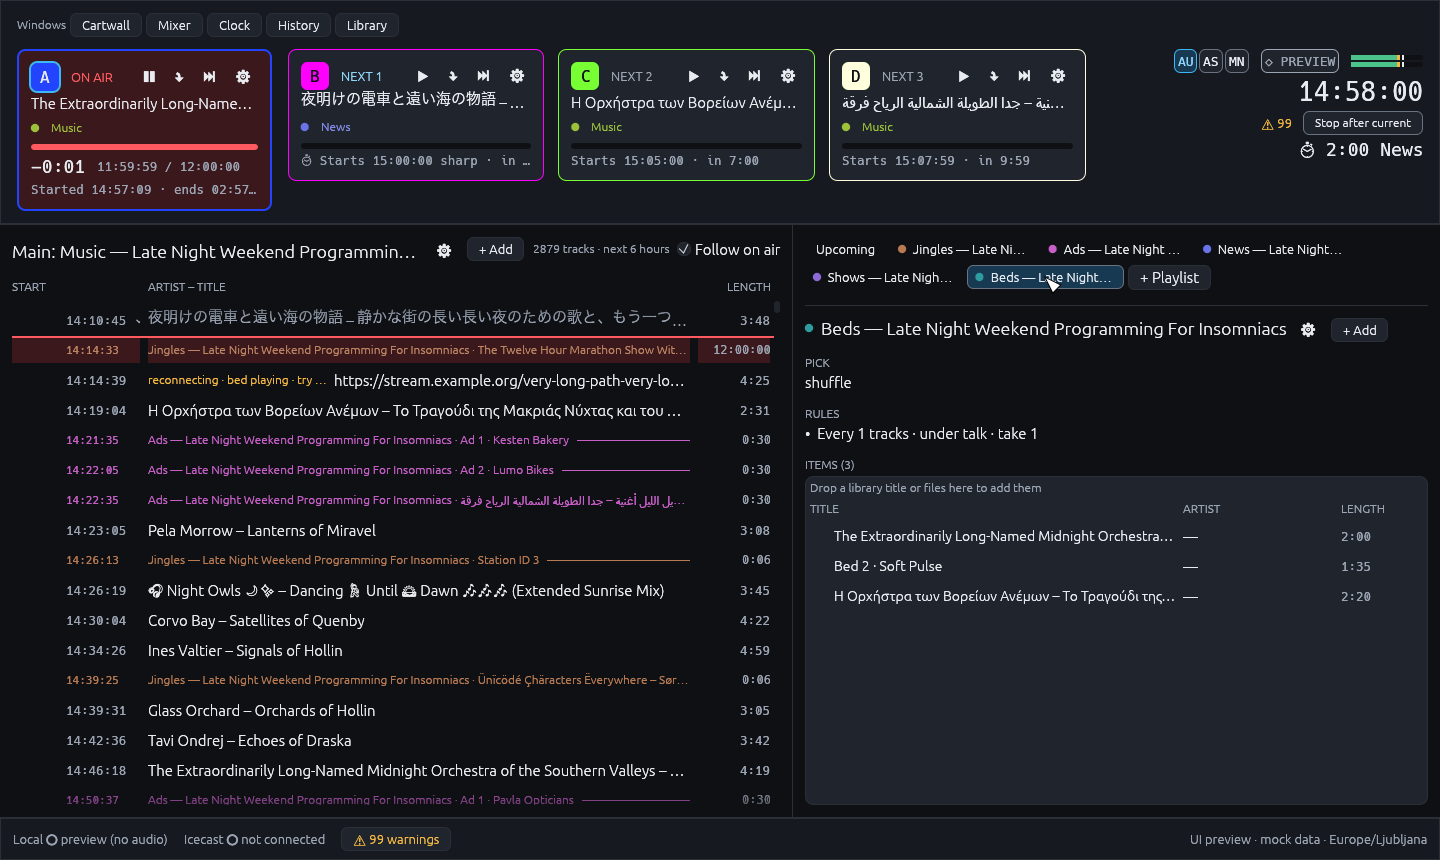 Windows Cartwall Mixer Clock History Library
A ON AIR
The Extraordinarily Long-Name…
Music
−0:01 11:59:59 / 12:00:00
Started 14:57:09 · ends 02:57…
B NEXT 1
夜明けの電車と遠い海の物語 – …
News
Starts 15:00:00 sharp · in …
C NEXT 2
Η Ορχήστρα των Βορείων Ανέμ…
Music
Starts 15:05:00 · in 7:00
D NEXT 3
…نية – جدا الطويلة الشمالية الرياح فرقة
Music
Starts 15:07:59 · in 9:59
AU AS MN ◇ PREVIEW
14:58:00
⚠ 99 Stop after current
2:00 News
Main: Music — Late Night Weekend Programmin… + Add 2879 tracks · next 6 hours ✓ Follow on air
START ARTIST – TITLE LENGTH
14:10:45 夜明けの電車と遠い海の物語 – 静かな街の長い長い夜のための歌と、もう一つ… 3:48
14:14:33 Jingles — Late Night Weekend Programming For Insomniacs · The Twelve Hour Marathon Show Wit… 12:00:00
14:14:39 reconnecting · bed playing · try … https://stream.example.org/very-long-path-very-lo… 4:25
14:19:04 Η Ορχήστρα των Βορείων Ανέμων – Το Τραγούδι της Μακριάς Νύχτας και του … 2:31
14:21:35 Ads — Late Night Weekend Programming For Insomniacs · Ad 1 · Kesten Bakery 0:30
14:22:05 Ads — Late Night Weekend Programming For Insomniacs · Ad 2 · Lumo Bikes 0:30
14:22:35 Ads — Late Night Weekend Programming For Insomniacs · …يل الليل أغنية – جدا الطويلة الشمالية الرياح فرقة 0:30
14:23:05 Pela Morrow – Lanterns of Miravel 3:08
14:26:13 Jingles — Late Night Weekend Programming For Insomniacs · Station ID 3 0:06
14:26:19 🎧 Night Owls 🌙✨ – Dancing 💃 Until 🌅 Dawn 🎶🎶🎶 (Extended Sunrise Mix) 3:45
14:30:04 Corvo Bay – Satellites of Quenby 4:22
14:34:26 Ines Valtier – Signals of Hollin 4:59
14:39:25 Jingles — Late Night Weekend Programming For Insomniacs · Ünïcödé Çhäracters Ëverywhere – Sør… 0:06
14:39:31 Glass Orchard – Orchards of Hollin 3:05
14:42:36 Tavi Ondrej – Echoes of Draska 3:42
14:46:18 The Extraordinarily Long-Named Midnight Orchestra of the Southern Valleys – … 4:19
14:50:37 Ads — Late Night Weekend Programming For Insomniacs · Ad 1 · Pavla Opticians 0:30
Upcoming Jingles — Late Ni… Ads — Late Night … News — Late Night…
Shows — Late Nigh… Beds — Late Night… + Playlist
Beds — Late Night Weekend Programming For Insomniacs + Add
PICK
shuffle
RULES
• Every 1 tracks · under talk · take 1
ITEMS (3)
Drop a library title or files here to add them
TITLE ARTIST LENGTH
The Extraordinarily Long-Named Midnight Orchestra… — 2:00
Bed 2 · Soft Pulse — 1:35
Η Ορχήστρα των Βορείων Ανέμων – Το Τραγούδι της… — 2:20
Local preview (no audio) Icecast not connected ⚠ 99 warnings UI preview · mock data · Europe/Ljubljana